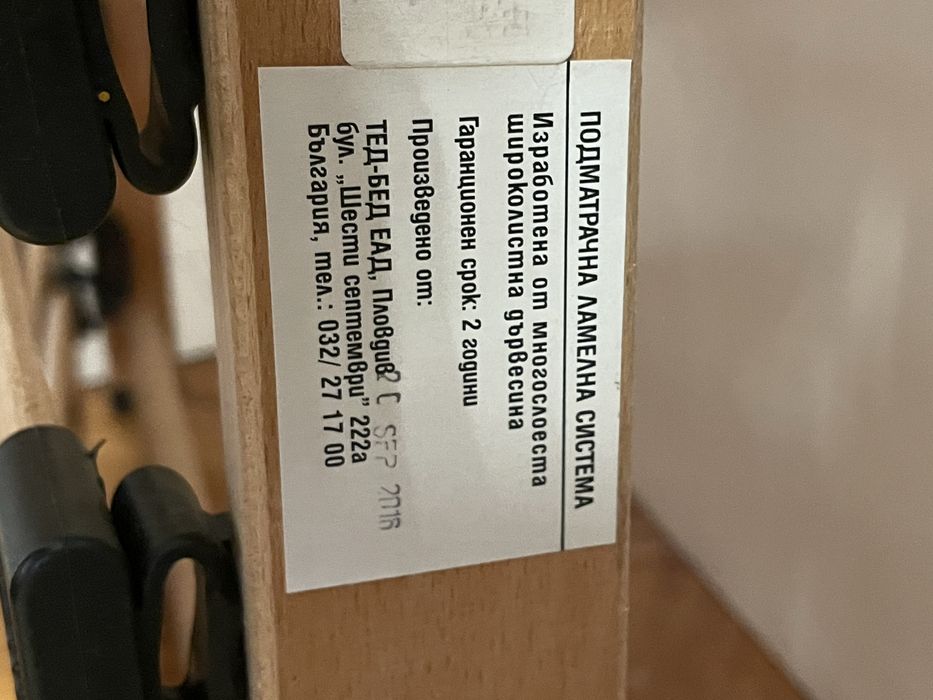 ПОДМАТРАЧНА ЛАМЕЛНА СИСТЕМА
Изработена от многослоеста
широколистна дървесина
Гаранционен срок: 2 години
Произведено от:
ТЕД-БЕД ЕАД, Пловдив
бул. „Шести септември” 222а
България, тел.: 032/ 27 17 00
SEP 2016